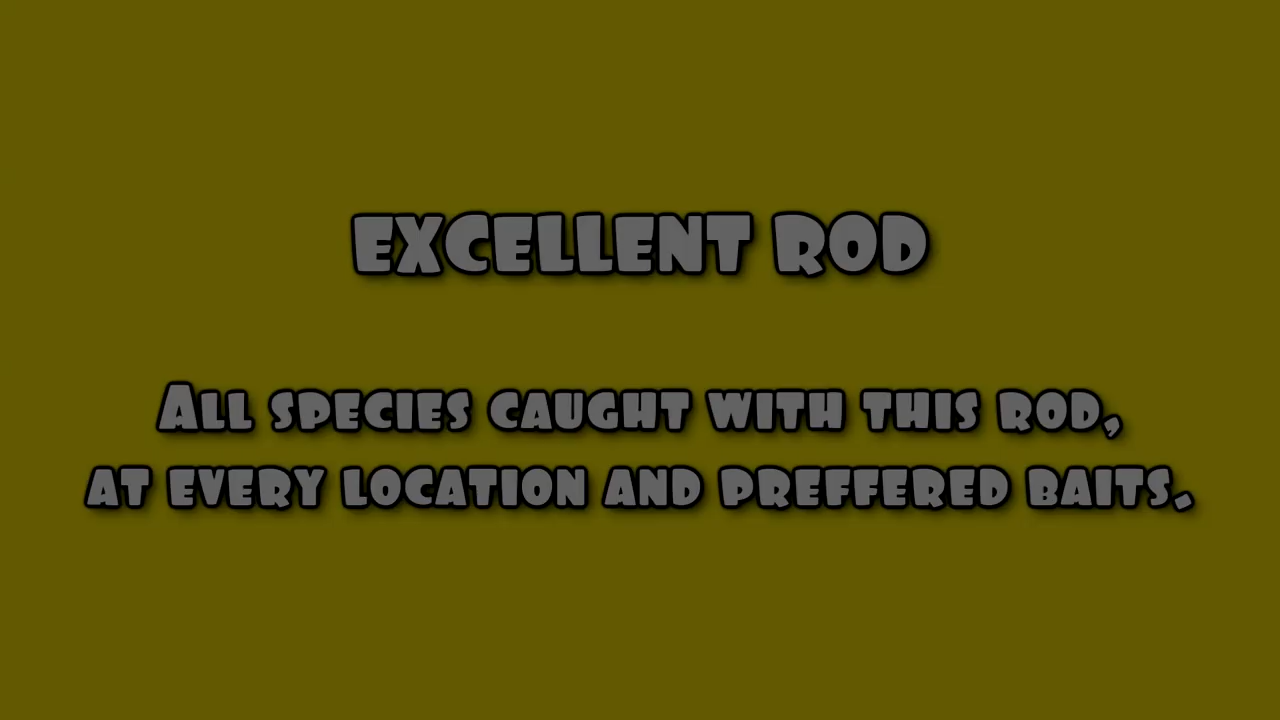 EXCELLENT ROD
All species caught with this rod,
at every location and preffered baits.